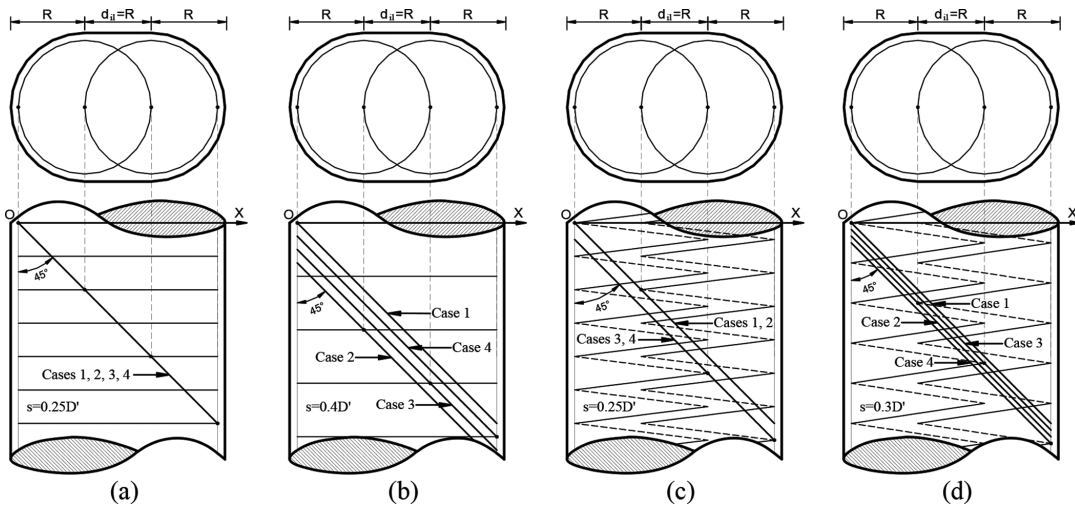 R d_il=R R
R d_il=R R
R d_il=R R
R d_il=R R
O X
45°
Cases 1, 2, 3, 4
s=0.25D'
(a)
O X
45°
Case 1
Case 4
Case 2
Case 3
s=0.4D'
(b)
O X
45°
Cases 1, 2
Cases 3, 4
s=0.25D'
(c)
O X
45°
Case 1
Case 2
Case 3
Case 4
s=0.3D'
(d)